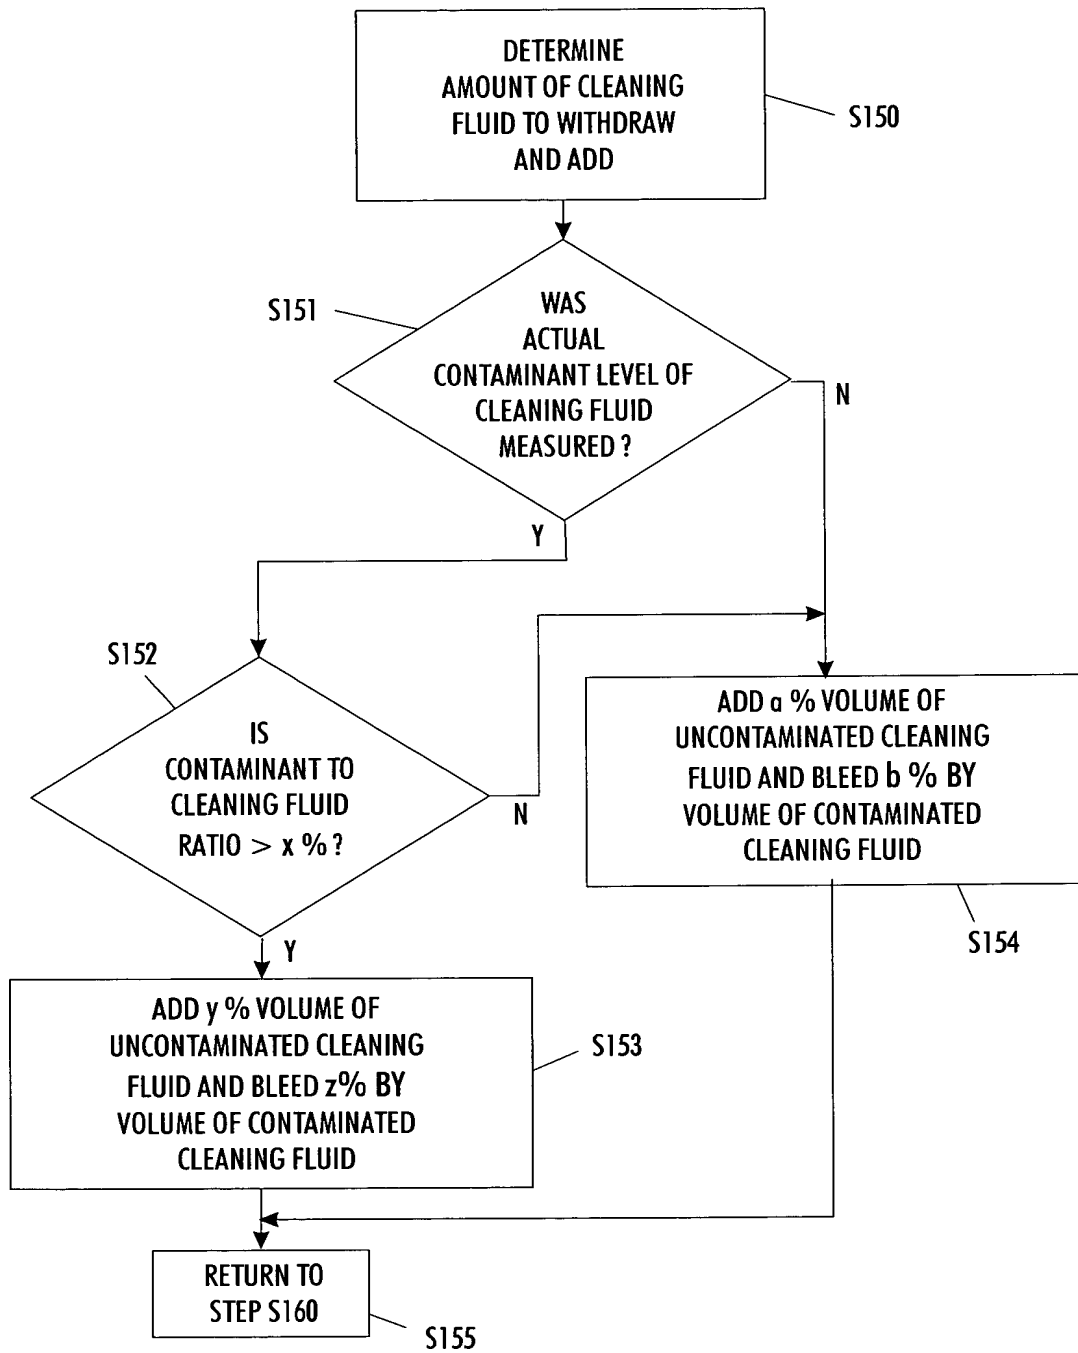 DETERMINE
AMOUNT OF CLEANING
FLUID TO WITHDRAW
AND ADD
S150
S151
WAS
ACTUAL
CONTAMINANT LEVEL OF
CLEANING FLUID
MEASURED ?
N
Y
S152
IS
CONTAMINANT TO
CLEANING FLUID
RATIO > x % ?
N
Y
ADD a % VOLUME OF
UNCONTAMINATED CLEANING
FLUID AND BLEED b % BY
VOLUME OF CONTAMINATED
CLEANING FLUID
S154
ADD y % VOLUME OF
UNCONTAMINATED CLEANING
FLUID AND BLEED z% BY
VOLUME OF CONTAMINATED
CLEANING FLUID
S153
RETURN TO
STEP S160
S155